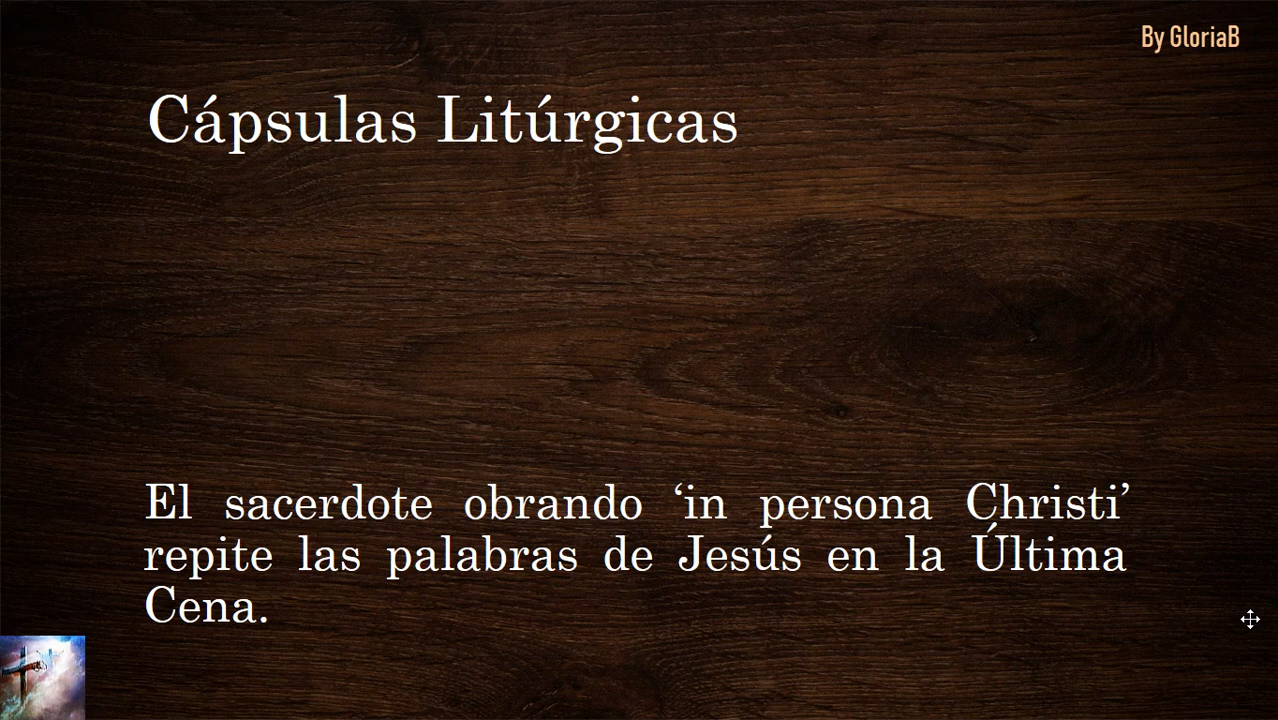 By GloriaB
Cápsulas Litúrgicas
El sacerdote obrando ‘in persona Christi’
repite las palabras de Jesús en la Última
Cena.